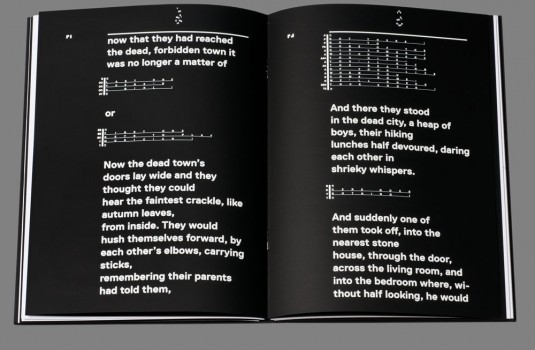 now that they had reached
the dead, forbidden town it
was no longer a matter of
or
Now the dead town's
doors lay wide and they
thought they could
hear the faintest crackle, like
autumn leaves,
from inside. They would
hush themselves forward, by
each other's elbows, carrying
sticks,
remembering their parents
had told them,
And there they stood
in the dead city, a heap of
boys, their hiking
lunches half devoured, daring
each other in
shrieky whispers.
And suddenly one of
them took off, into the
nearest stone
house, through the door,
across the living room, and
into the bedroom where, wi-
thout half looking, he would